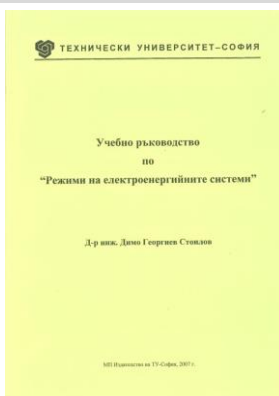 ТЕХНИЧЕСКИ УНИВЕРСИТЕТ–СОФИЯ
Учебно ръководство
по
“Режими на електроенергийните системи”
Д-р инж. Димо Георгиев Стоилов
МП Издателство на ТУ-София, 2007 г.